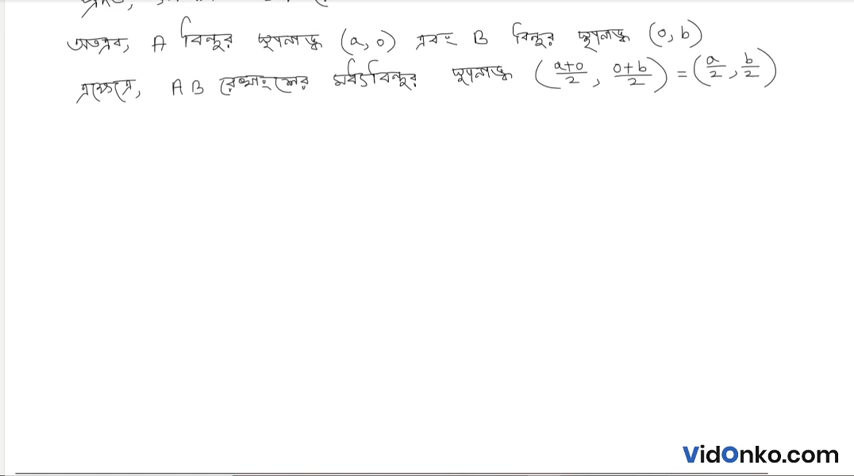 অতএব, A বিন্দুর স্থানাঙ্ক (a, 0) এবং B বিন্দুর স্থানাঙ্ক (0, b)
এক্ষেত্রে, AB রেখাংশের মধ্যবিন্দুর স্থানাঙ্ক (a+0/2, 0+b/2) = (a/2, b/2)
VidOnko.com